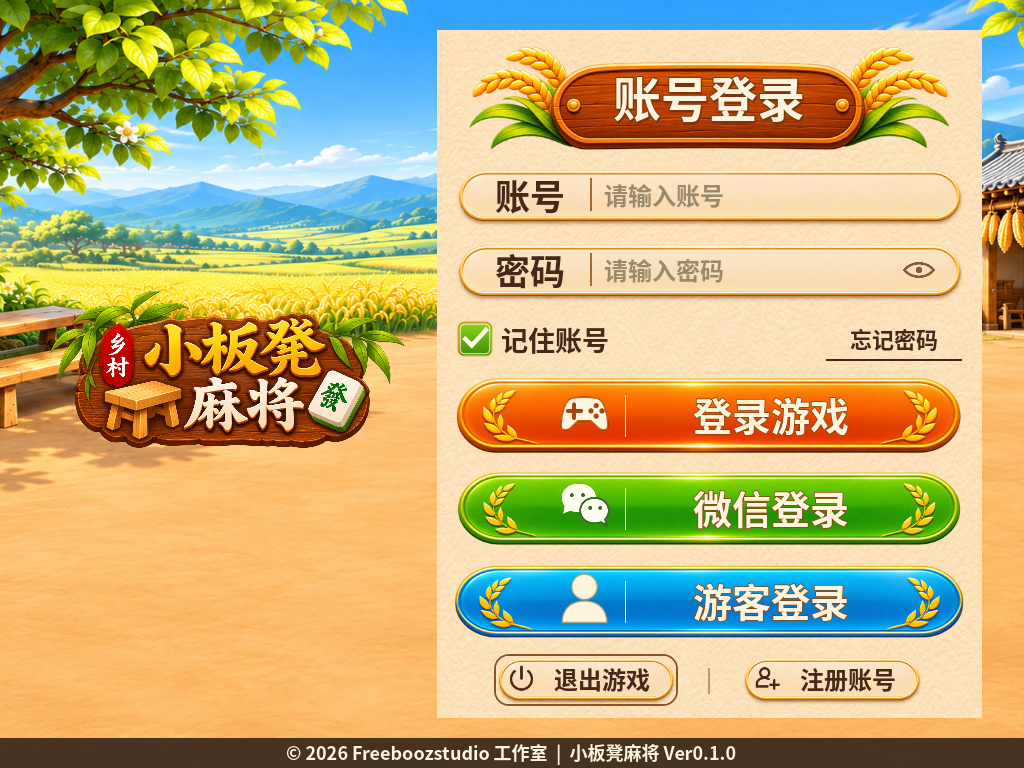 账号登录
账号 请输入账号
密码 请输入密码
记住账号 忘记密码
乡村
小板凳
麻将
發
登录游戏
微信登录
游客登录
退出游戏 | 注册账号
© 2026 Freeboozstudio 工作室 | 小板凳麻将 Ver0.1.0